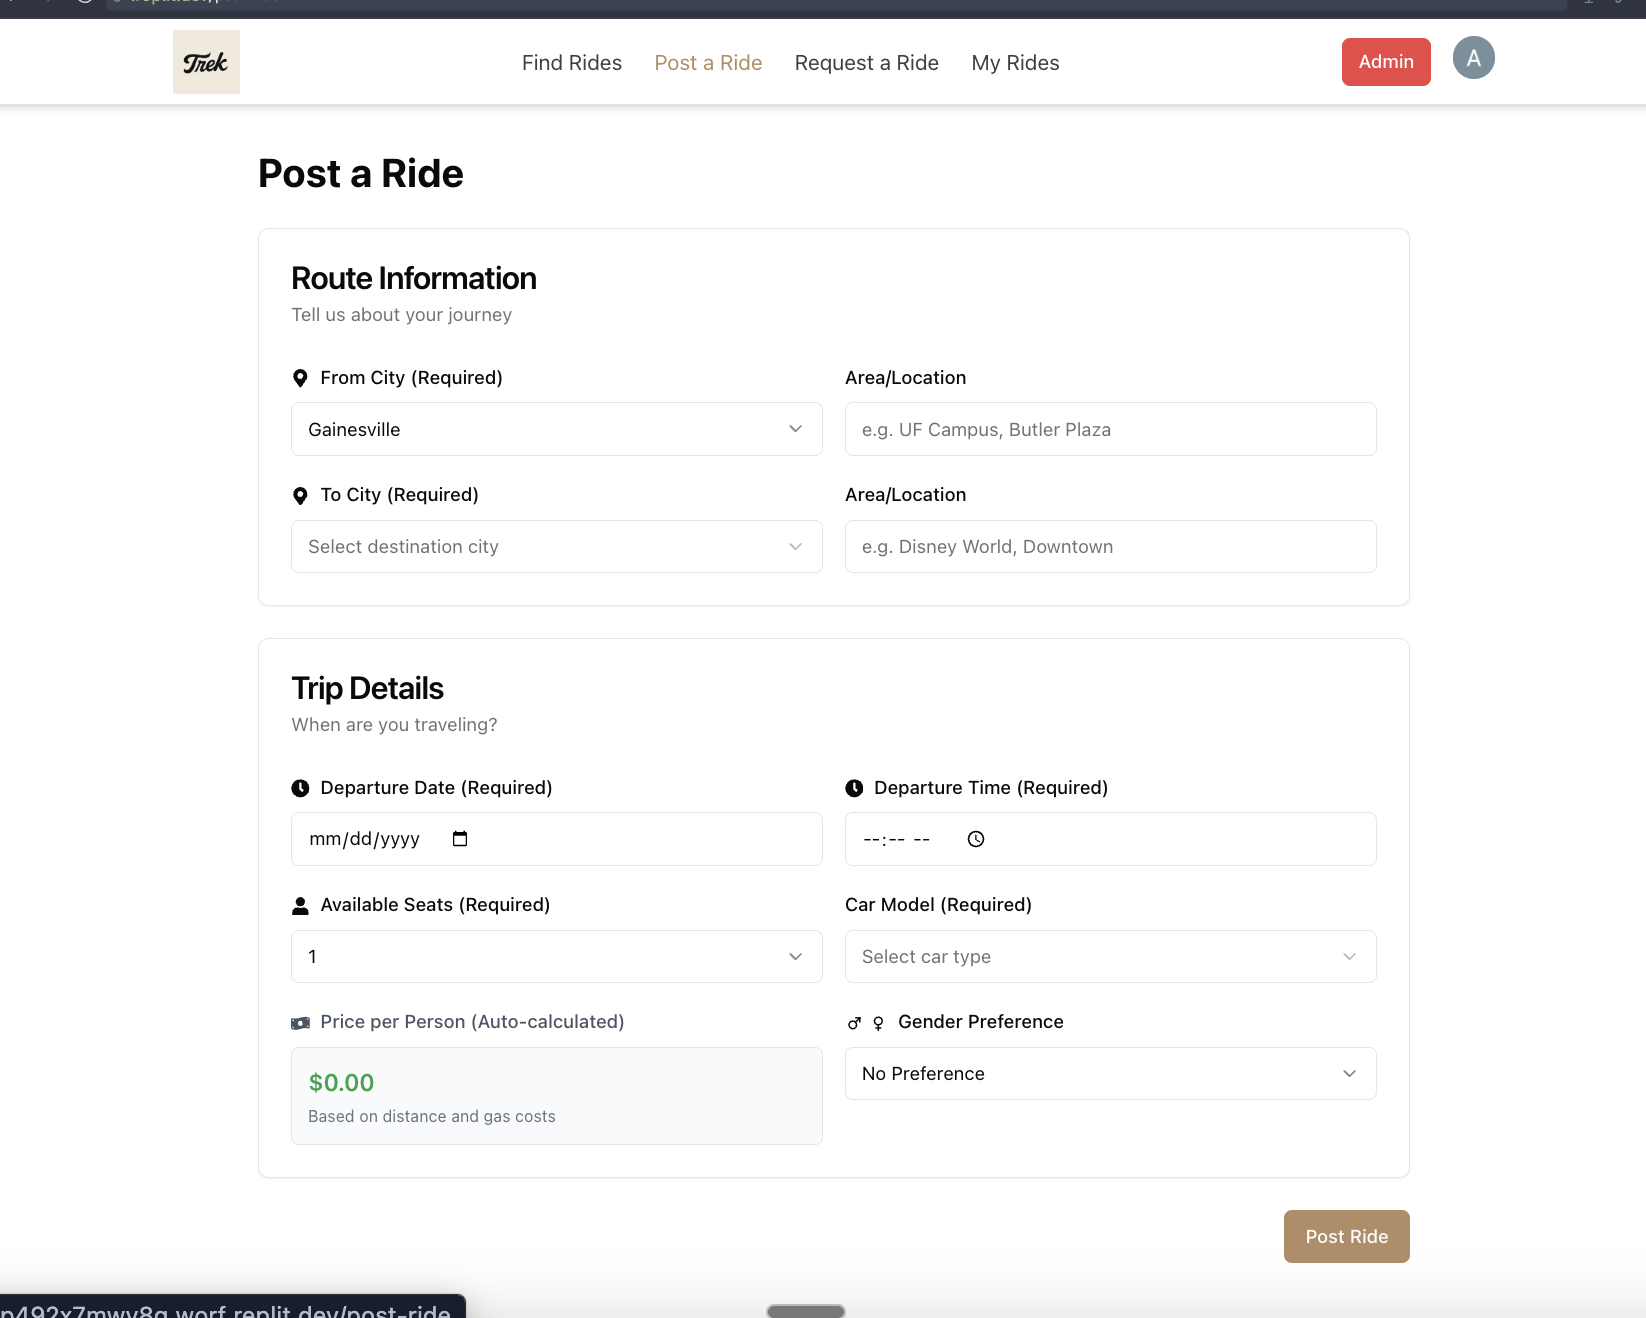 Trek
Find Rides
Post a Ride
Request a Ride
My Rides
Admin
A
Post a Ride
Route Information
Tell us about your journey
From City (Required)
Area/Location
Gainesville
e.g. UF Campus, Butler Plaza
To City (Required)
Area/Location
Select destination city
e.g. Disney World, Downtown
Trip Details
When are you traveling?
Departure Date (Required)
Departure Time (Required)
mm/dd/yyyy
--:-- --
Available Seats (Required)
Car Model (Required)
1
Select car type
Price per Person (Auto-calculated)
Gender Preference
$0.00
Based on distance and gas costs
No Preference
Post Ride
worf.replit.dev/post-ride